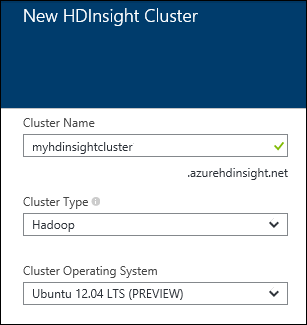 New HDInsight Cluster
Cluster Name
myhdinsightcluster
.azurehdinsight.net
Cluster Type
Hadoop
Cluster Operating System
Ubuntu 12.04 LTS (PREVIEW)